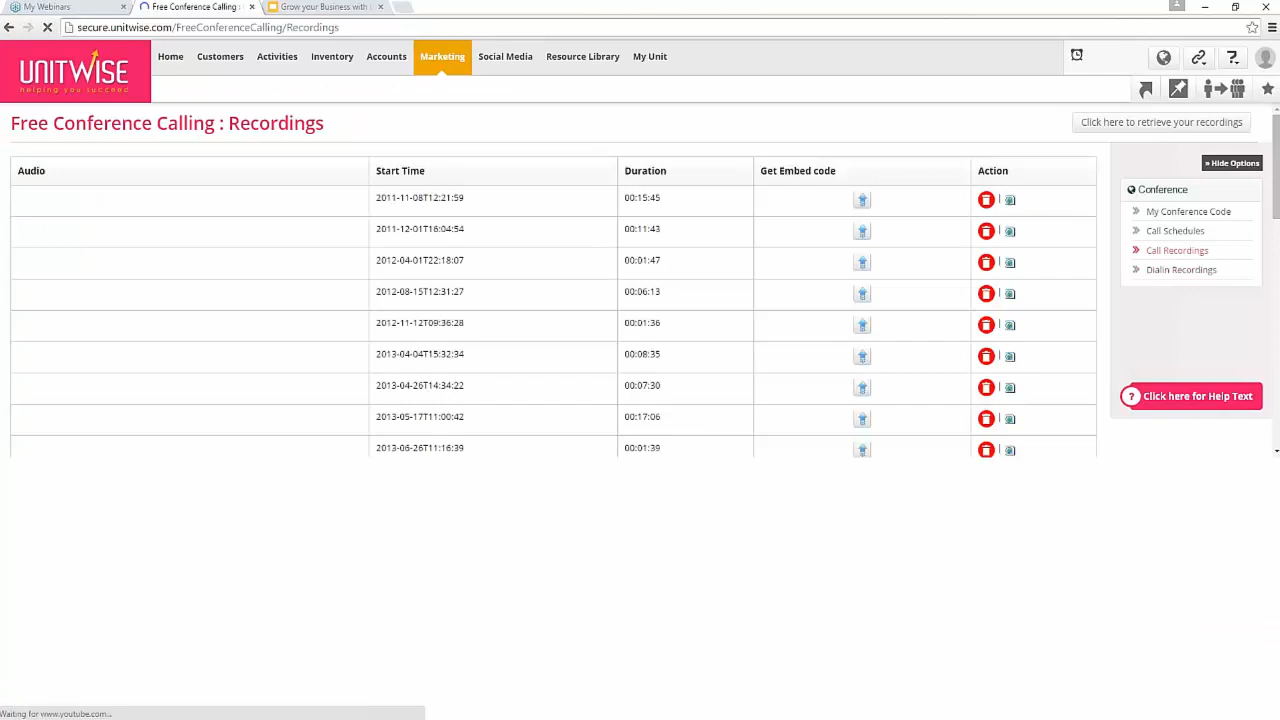 My Webinars
Free Conference Calling :
Grow your Business with
secure.unitwise.com/FreeConferenceCalling/Recordings
UNITWISE
helping you succeed
Home Customers Activities Inventory Accounts Marketing Social Media Resource Library My Unit
Free Conference Calling : Recordings
Click here to retrieve your recordings
» Hide Options
Audio Start Time Duration Get Embed code Action
2011-11-08T12:21:59 00:15:45
2011-12-01T16:04:54 00:11:43
2012-04-01T22:18:07 00:01:47
2012-08-15T12:31:27 00:06:13
2012-11-12T09:36:28 00:01:36
2013-04-04T15:32:34 00:08:35
2013-04-26T14:34:22 00:07:30
2013-05-17T11:00:42 00:17:06
2013-06-26T11:16:39 00:01:39
Conference
My Conference Code
Call Schedules
Call Recordings
Dialin Recordings
? Click here for Help Text
Waiting for www.youtube.com...